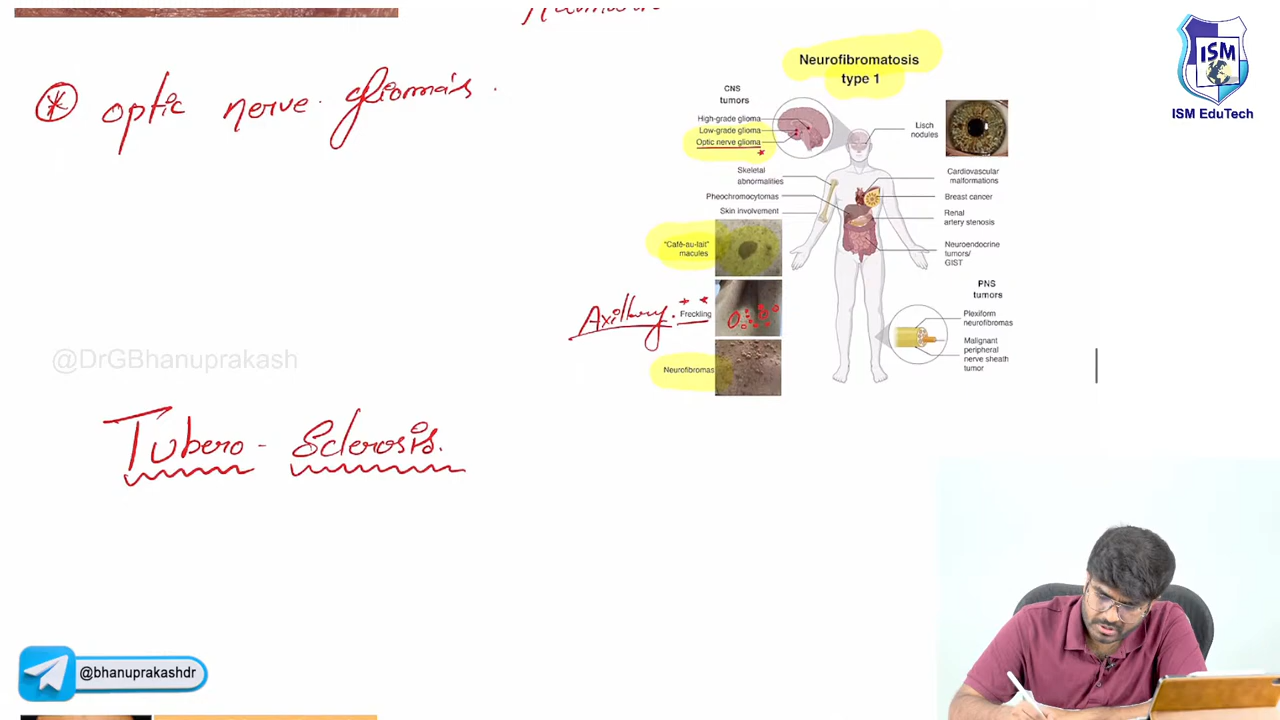 ISM
ISM EduTech
* optic nerve gliomais.
Neurofibromatosis
type 1
CNS
tumors
High-grade glioma
Low-grade glioma
Optic nerve glioma
Skeletal
abnormalities
Pheochromocytomas
Skin involvement
"Café-au-lait"
macules
Axillary. Freckling
Neurofibromas
Lisch
nodules
Cardiovascular
malformations
Breast cancer
Renal
artery stenosis
Neuroendocrine
tumors/
GIST
PNS
tumors
Plexiform
neurofibromas
Malignant
peripheral
nerve sheath
tumor
@DrGBhanuprakash
Tubero-Sclerosis.
@bhanuprakashdr